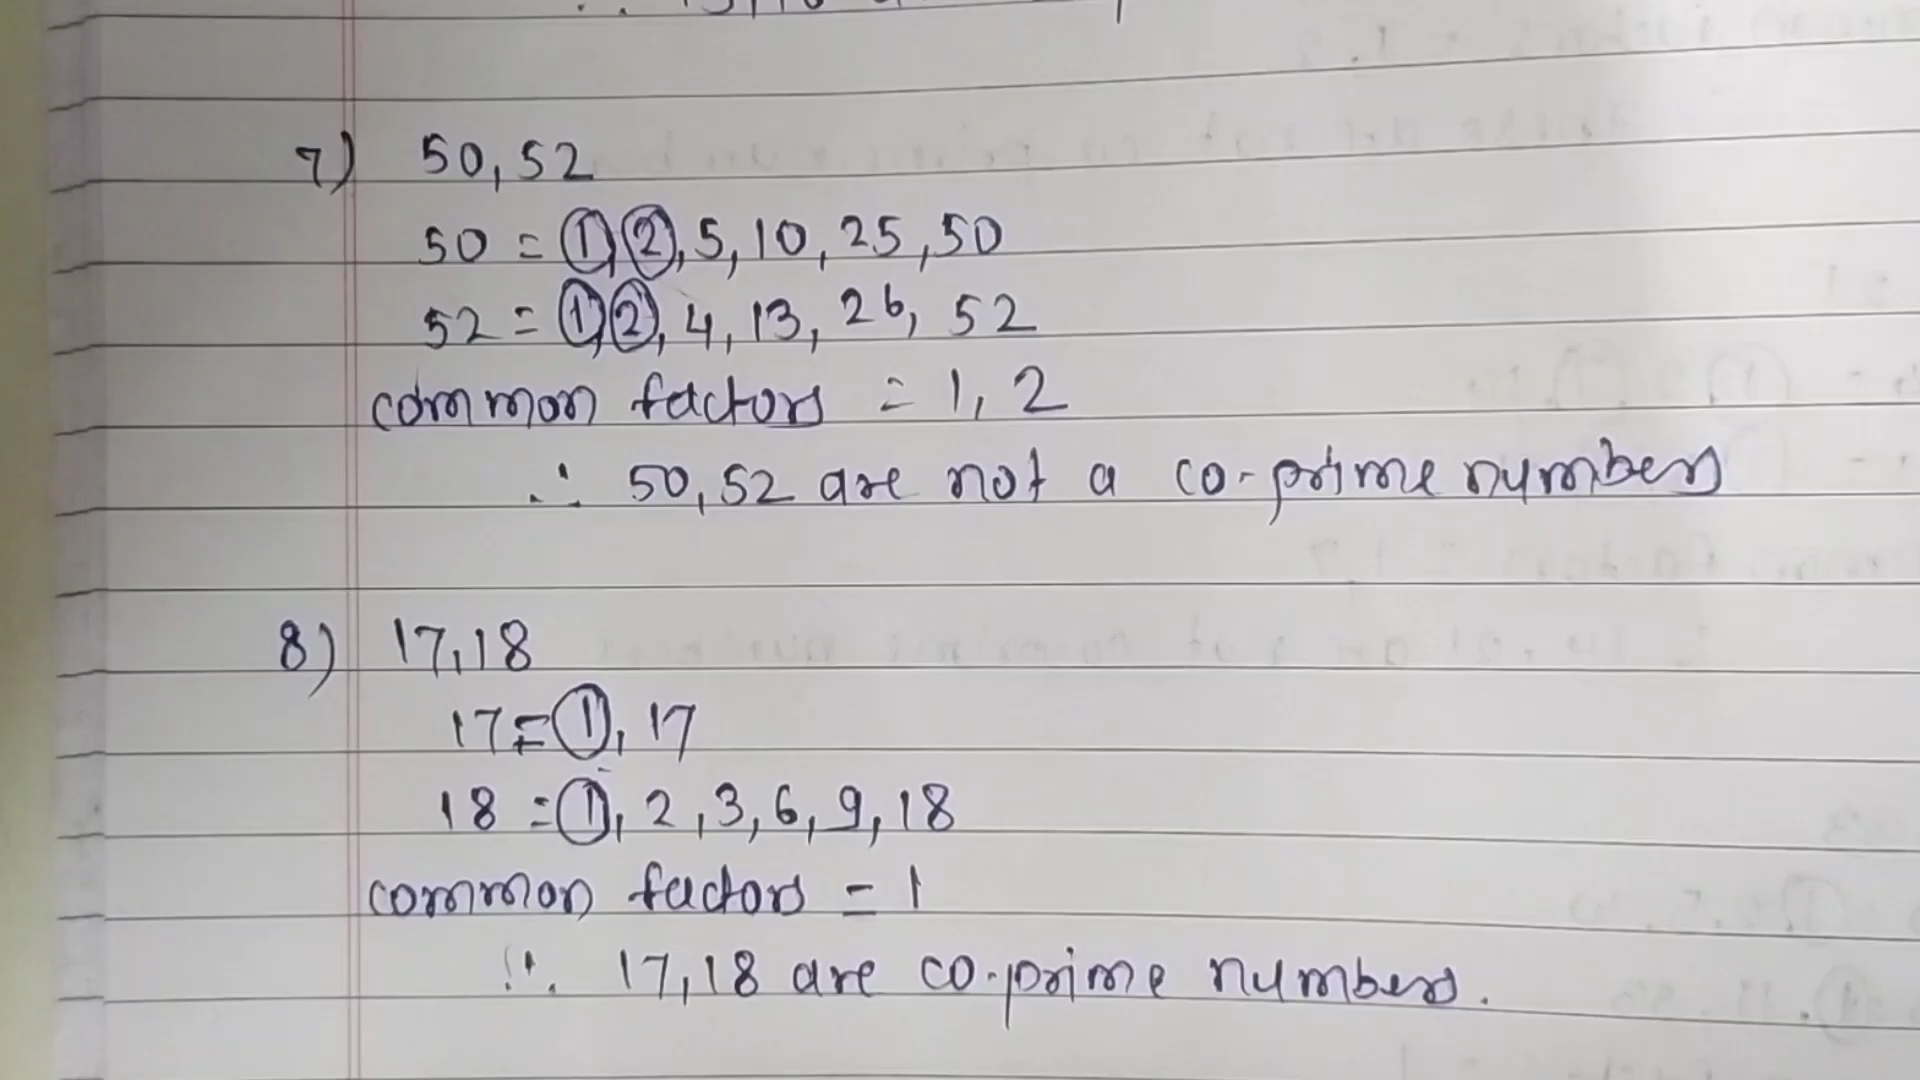 7) 50, 52
50 = 1, 2, 5, 10, 25, 50
52 = 1, 2, 4, 13, 26, 52
common factors = 1, 2
∴ 50, 52 are not a co-prime numbers
8) 17, 18
17 = 1, 17
18 = 1, 2, 3, 6, 9, 18
common factors = 1
∴ 17, 18 are co-prime numbers.